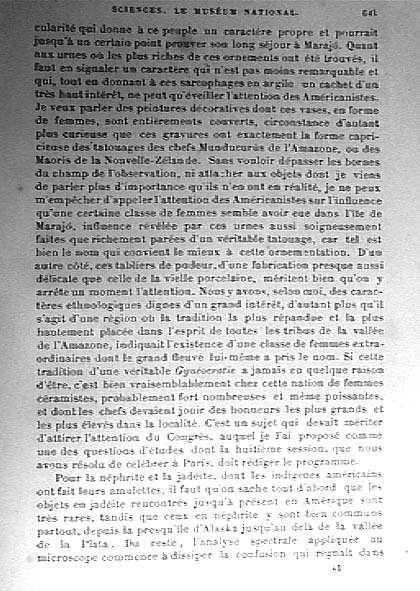 SCIENCES. LE MUSÉUM NATIONAL. 641
cularité qui donne à ce peuple un caractère propre et pourrait
jusqu'à un certain point prouver son long séjour à Marajó. Quant
aux urnes où les plus riches de ces ornements ont été trouvés, il
faut en signaler un caractère qui n'est pas moins remarquable et
qui, tout en donnant à ces sarcophages en argile un cachet d'un
très haut intérêt, ne peut qu'éveiller l'attention des Américanistes.
Je veux parler des peintures décoratives dont ces vases, en forme
de femmes, sont entièrements couverts, circonstance d'autant
plus curieuse que ces gravures ont exactement la forme capri-
cieuse des tatouages des chefs Mundurucús de l'Amazone, ou des
Maoris de la Nouvelle-Zélande. Sans vouloir dépasser les bornes
du champ de l'observation, ni attacher aux objets dont je viens
de parler plus d'importance qu'ils n'en ont en réalité, je ne peux
m'empêcher d'appeler l'attention des Américanistes sur l'influence
qu'une certaine classe de femmes semble avoir eue dans l'île de
Marajó, influence révélée par ces urnes aussi soigneusement
faites que richement parées d'un véritable tatouage, car tel est
bien le nom qui convient le mieux à cette ornementation. D'un
autre côté, ces tabliers de pudeur, d'une fabrication presque aussi
délicate que celle de la vieille porcelaine, méritent bien qu'on y
arrête un moment l'attention. Nous y avons, selon moi, des carac-
tères ethnologiques dignes d'un grand intérêt, d'autant plus qu'il
s'agit d'une région où la tradition la plus répandue et la plus
hautement placée dans l'esprit de toutes les tribus de la vallée
de l'Amazone, indiquait l'existence d'une classe de femmes extra-
ordinaires dont le grand fleuve lui-même a pris le nom. Si cette
tradition d'une véritable Gynécocratie a jamais eu quelque raison
d'être, c'est bien vraisemblablement chez cette nation de femmes
céramistes, probablement fort nombreuses et même puissantes,
et dont les chefs devaient jouir des honneurs les plus grands et
les plus élevés dans la localité. C'est un sujet qui devait mériter
d'attirer l'attention du Congrès, auquel je l'ai proposé comme
une des questions d'études dont la huitième session, que nous
avons résolu de célébrer à Paris, doit rédiger le programme.
Pour la néphrite et la jadéite, dont les indigènes américains
ont fait leurs amulettes, il faut qu'on sache tout d'abord que les
objets en jadéite rencontrés jusqu'à présent en Amérique sont
très rares, tandis que ceux en néphrite y sont bien communs
partout, depuis la presqu'île d'Alaska jusqu'au delà de la vallée
de la Plata. Du reste, l'analyse spectrale appliquée au
microscope commence à dissiper la confusion qui régnait dans
41